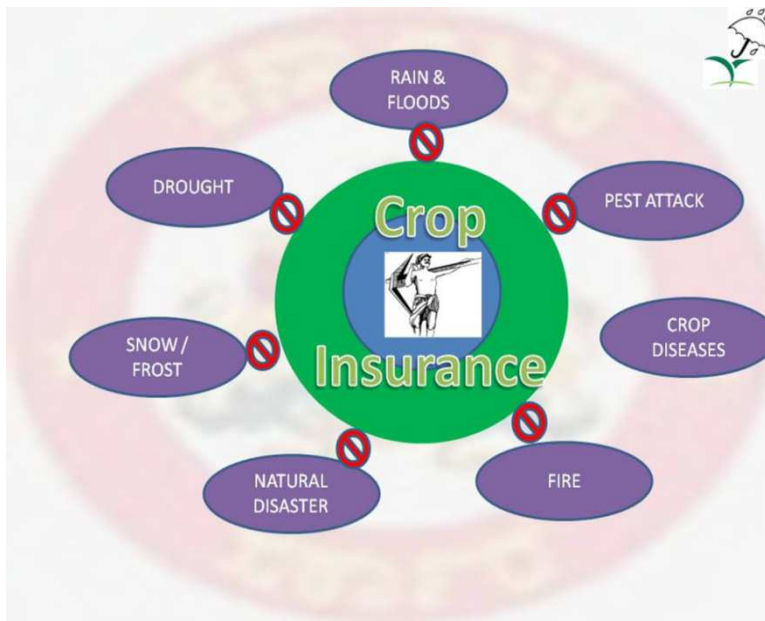 RAIN &
FLOODS
DROUGHT
PEST ATTACK
Crop
CROP
DISEASES
SNOW /
FROST
Insurance
NATURAL
DISASTER
FIRE